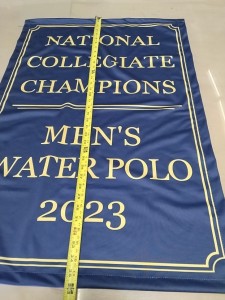 NATIONAL
COLLEGIATE
CHAMPIONS
MEN'S
WATER POLO
2023